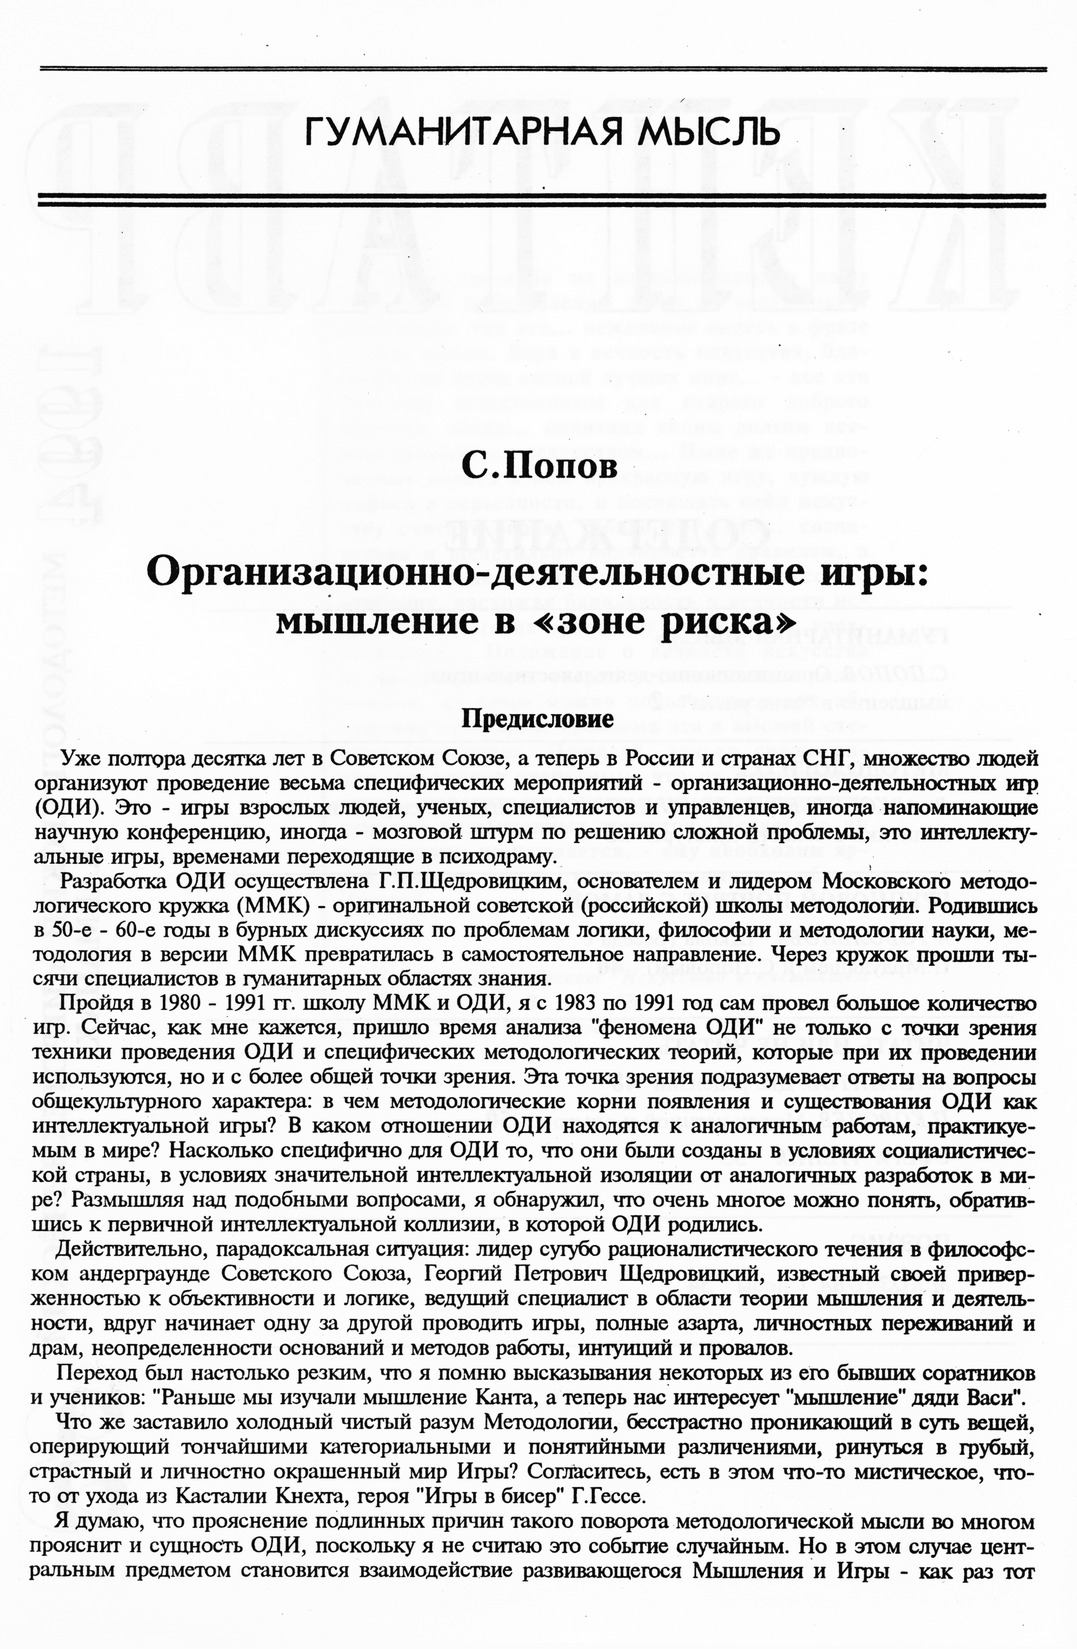 ГУМАНИТАРНАЯ МЫСЛЬ
С.Попов
Организационно-деятельностные игры:
мышление в «зоне риска»
Предисловие
Уже полтора десятка лет в Советском Союзе, а теперь в России и странах СНГ, множество людей
организуют проведение весьма специфических мероприятий - организационно-деятельностных игр
(ОДИ). Это - игры взрослых людей, ученых, специалистов и управленцев, иногда напоминающие
научную конференцию, иногда - мозговой штурм по решению сложной проблемы, это интеллекту-
альные игры, временами переходящие в психодраму.
Разработка ОДИ осуществлена Г.П.Щедровицким, основателем и лидером Московского методо-
логического кружка (ММК) - оригинальной советской (российской) школы методологии. Родившись
в 50-е - 60-е годы в бурных дискуссиях по проблемам логики, философии и методологии науки, ме-
тодология в версии ММК превратилась в самостоятельное направление. Через кружок прошли ты-
сячи специалистов в гуманитарных областях знания.
Пройдя в 1980 - 1991 гг. школу ММК и ОДИ, я с 1983 по 1991 год сам провел большое количество
игр. Сейчас, как мне кажется, пришло время анализа "феномена ОДИ" не только с точки зрения
техники проведения ОДИ и специфических методологических теорий, которые при их проведении
используются, но и с более общей точки зрения. Эта точка зрения подразумевает ответы на вопросы
общекультурного характера: в чем методологические корни появления и существования ОДИ как
интеллектуальной игры? В каком отношении ОДИ находятся к аналогичным работам, практикуе-
мым в мире? Насколько специфично для ОДИ то, что они были созданы в условиях социалистичес-
кой страны, в условиях значительной интеллектуальной изоляции от аналогичных разработок в ми-
ре? Размышляя над подобными вопросами, я обнаружил, что очень многое можно понять, обратив-
шись к первичной интеллектуальной коллизии, в которой ОДИ родились.
Действительно, парадоксальная ситуация: лидер сугубо рационалистического течения в философс-
ком андерграунде Советского Союза, Георгий Петрович Щедровицкий, известный своей привер-
женностью к объективности и логике, ведущий специалист в области теории мышления и деятель-
ности, вдруг начинает одну за другой проводить игры, полные азарта, личностных переживаний и
драм, неопределенности оснований и методов работы, интуиций и провалов.
Переход был настолько резким, что я помню высказывания некоторых из его бывших соратников
и учеников: "Раньше мы изучали мышление Канта, а теперь нас интересует "мышление" дяди Васи".
Что же заставило холодный чистый разум Методологии, бесстрастно проникающий в суть вещей,
оперирующий тончайшими категориальными и понятийными различениями, ринуться в грубый,
страстный и личностно окрашенный мир Игры? Согласитесь, есть в этом что-то мистическое, что-
то от ухода из Касталии Кнехта, героя "Игры в бисер" Г.Гессе.
Я думаю, что прояснение подлинных причин такого поворота методологической мысли во многом
прояснит и сущность ОДИ, поскольку я не считаю это событие случайным. Но в этом случае цент-
ральным предметом становится взаимодействие развивающегося Мышления и Игры - как раз тот